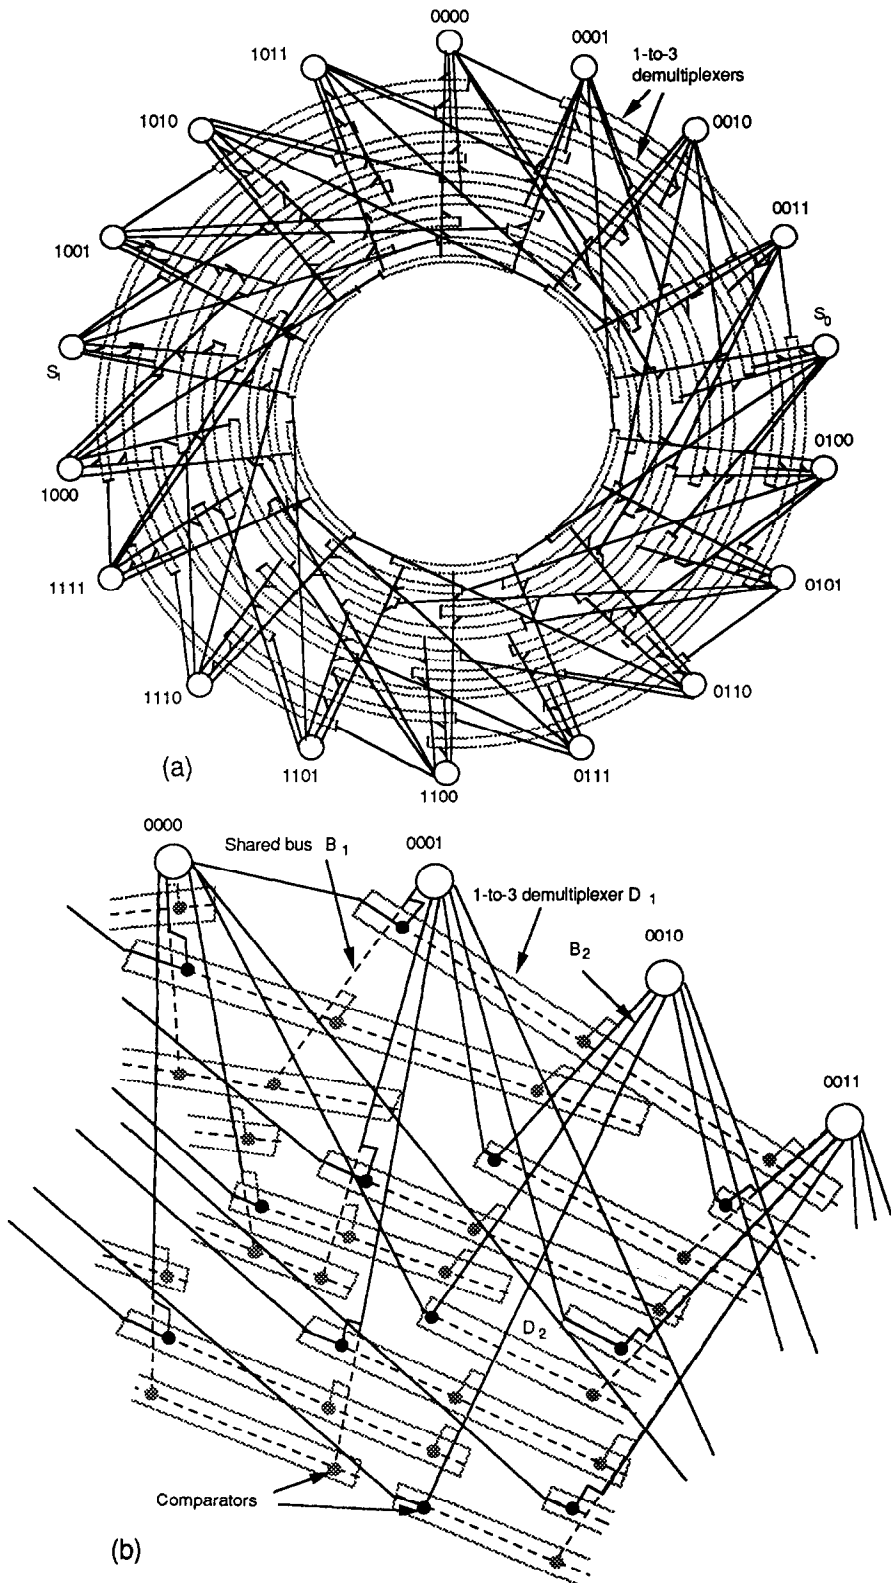 0000
1011
0001
1-to-3
demultiplexers
1010
0010
0011
1001
S0
S1
0100
1000
0101
1111
1110
0110
1101
0111
(a)
1100
0000
Shared bus B1
0001
1-to-3 demultiplexer D1
B2
0010
0011
D2
Comparators
(b)